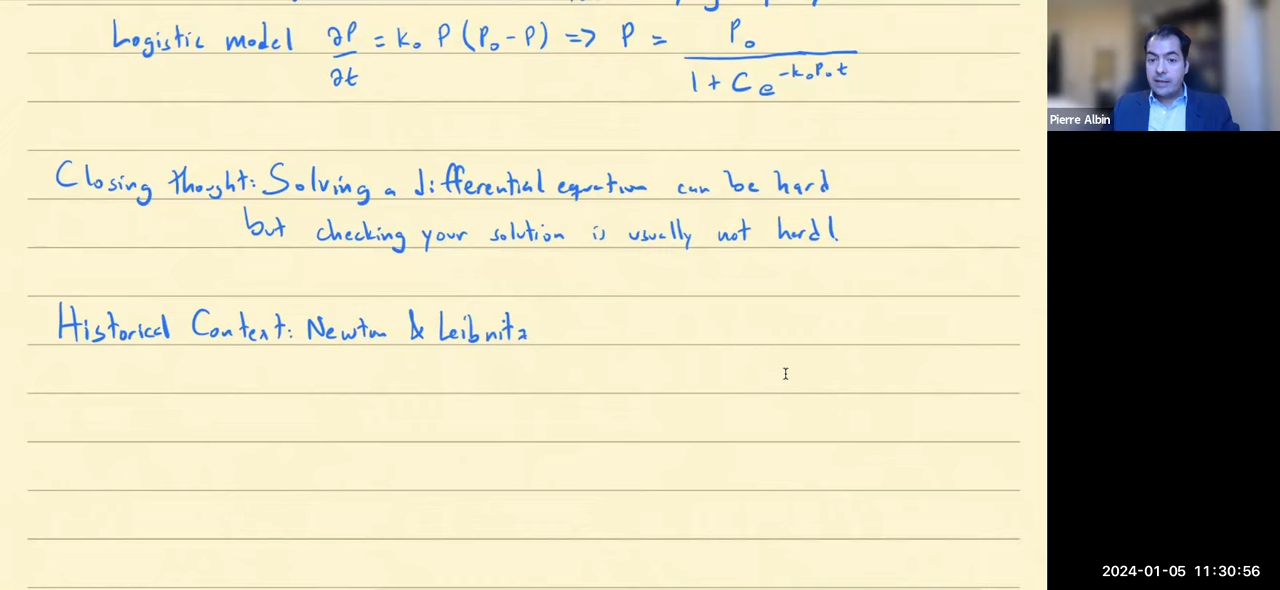 Logistic model ∂P/∂t = k₀ P (P₀ - P) => P = P₀/(1 + C e^(-k₀P₀t))
Pierre Albin
Closing thought: Solving a differential equation can be hard
but checking your solution is usually not hard!
Historical Context: Newton & Leibnitz
2024-01-05 11:30:56